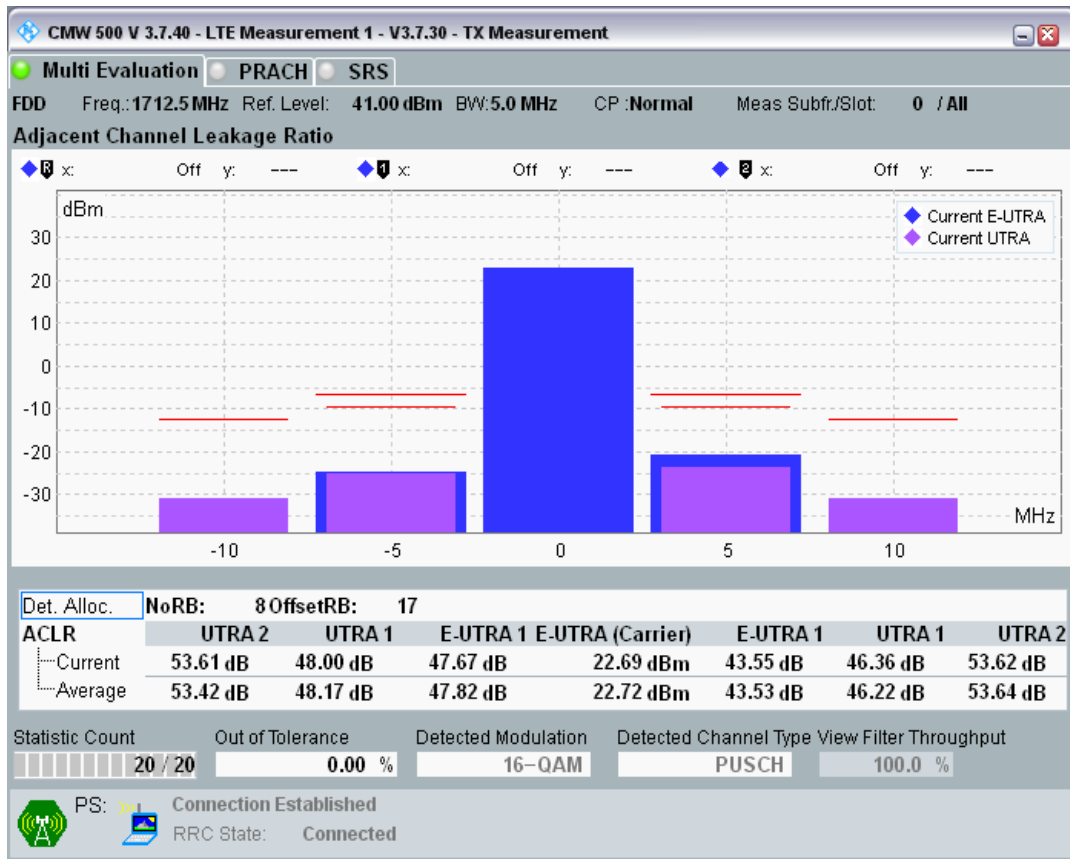 CMW 500 V 3.7.40 - LTE Measurement 1 - V3.7.30 - TX Measurement
Multi Evaluation PRACH SRS
FDD Freq.:1712.5 MHz Ref. Level: 41.00 dBm BW:5.0 MHz CP :Normal Meas Subfr./Slot: 0 / All
Adjacent Channel Leakage Ratio
R x: Off y: --- 1 x: Off y: --- 2 x: Off y: ---
dBm
Current E-UTRA
Current UTRA
30
20
10
0
-10
-20
-30
MHz
-10 -5 0 5 10
Det. Alloc. NoRB: 8 OffsetRB: 17
ACLR UTRA 2 UTRA 1 E-UTRA 1 E-UTRA (Carrier) E-UTRA 1 UTRA 1 UTRA 2
Current 53.61 dB 48.00 dB 47.67 dB 22.69 dBm 43.55 dB 46.36 dB 53.62 dB
Average 53.42 dB 48.17 dB 47.82 dB 22.72 dBm 43.53 dB 46.22 dB 53.64 dB
Statistic Count Out of Tolerance Detected Modulation Detected Channel Type View Filter Throughput
20 / 20 0.00 % 16-QAM PUSCH 100.0 %
PS: Connection Established
RRC State: Connected